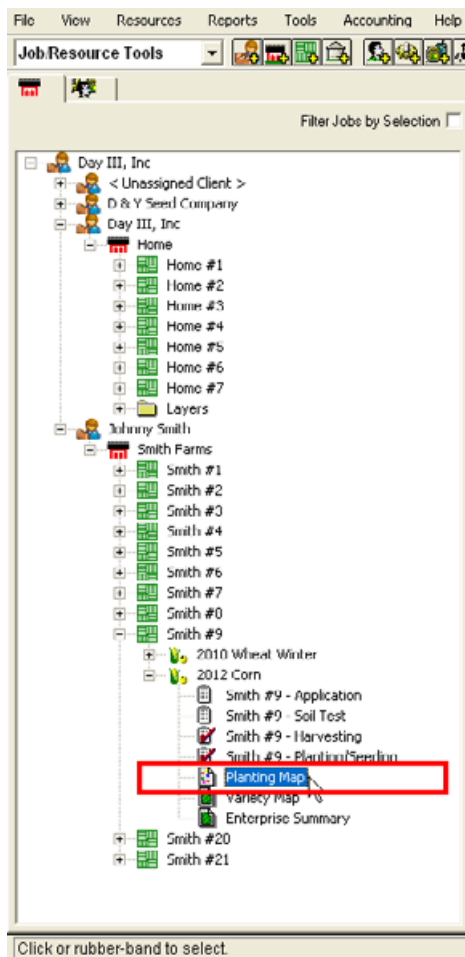 File View Resources Reports Tools Accounting Help
Job/Resource Tools
Filter Jobs by Selection
Day III, Inc
< Unassigned Client >
D & Y Seed Company
Day III, Inc
Home
Home #1
Home #2
Home #3
Home #4
Home #5
Home #6
Home #7
Layers
Johnny Smith
Smith Farms
Smith #1
Smith #2
Smith #3
Smith #4
Smith #5
Smith #6
Smith #7
Smith #8
Smith #9
2010 Wheat Winter
2012 Corn
Smith #9 - Application
Smith #9 - Soil Test
Smith #9 - Harvesting
Smith #9 - Planting/Seeding
Planting Map
Variety Map
Enterprise Summary
Smith #20
Smith #21
Click or rubber-band to select.